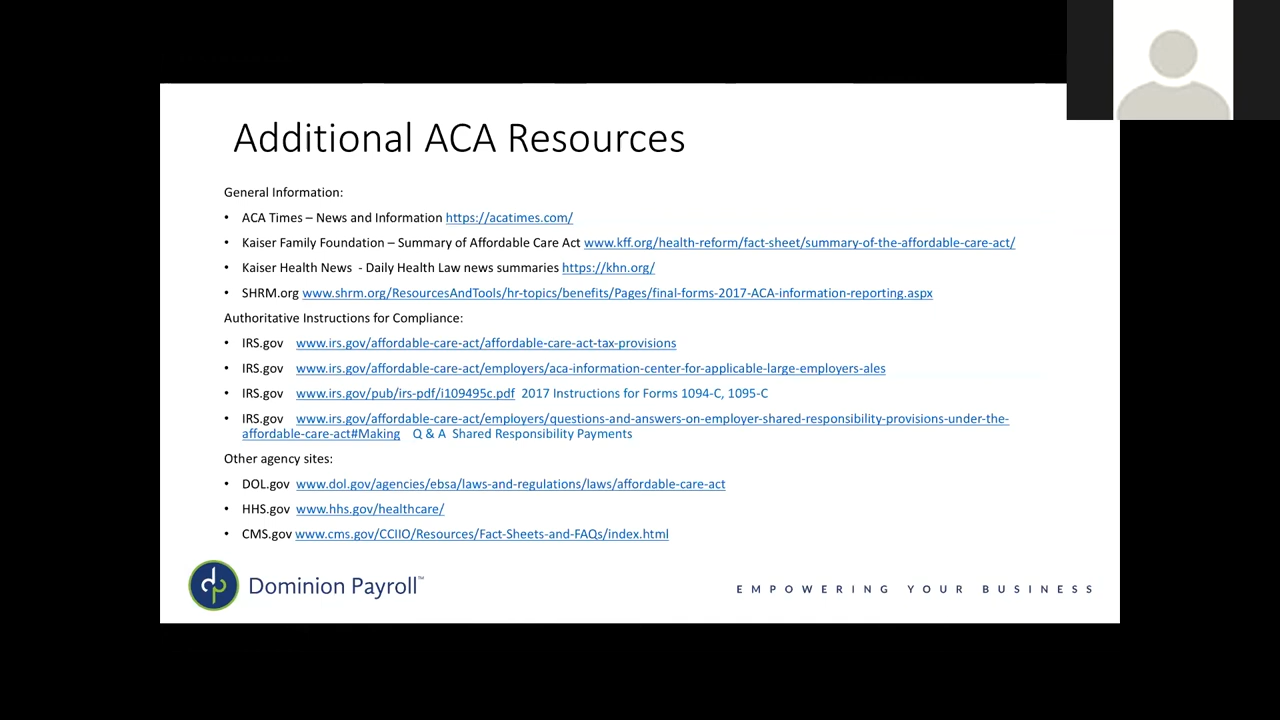 Additional ACA Resources
General Information:
• ACA Times – News and Information https://acatimes.com/
• Kaiser Family Foundation – Summary of Affordable Care Act www.kff.org/health-reform/fact-sheet/summary-of-the-affordable-care-act/
• Kaiser Health News - Daily Health Law news summaries https://khn.org/
• SHRM.org www.shrm.org/ResourcesAndTools/hr-topics/benefits/Pages/final-forms-2017-ACA-information-reporting.aspx
Authoritative Instructions for Compliance:
• IRS.gov www.irs.gov/affordable-care-act/affordable-care-act-tax-provisions
• IRS.gov www.irs.gov/affordable-care-act/employers/aca-information-center-for-applicable-large-employers-ales
• IRS.gov www.irs.gov/pub/irs-pdf/i109495c.pdf 2017 Instructions for Forms 1094-C, 1095-C
• IRS.gov www.irs.gov/affordable-care-act/employers/questions-and-answers-on-employer-shared-responsibility-provisions-under-the-
affordable-care-act#Making Q & A Shared Responsibility Payments
Other agency sites:
• DOL.gov www.dol.gov/agencies/ebsa/laws-and-regulations/laws/affordable-care-act
• HHS.gov www.hhs.gov/healthcare/
• CMS.gov www.cms.gov/CCIIO/Resources/Fact-Sheets-and-FAQs/index.html
dp Dominion Payroll™
EMPOWERING YOUR BUSINESS